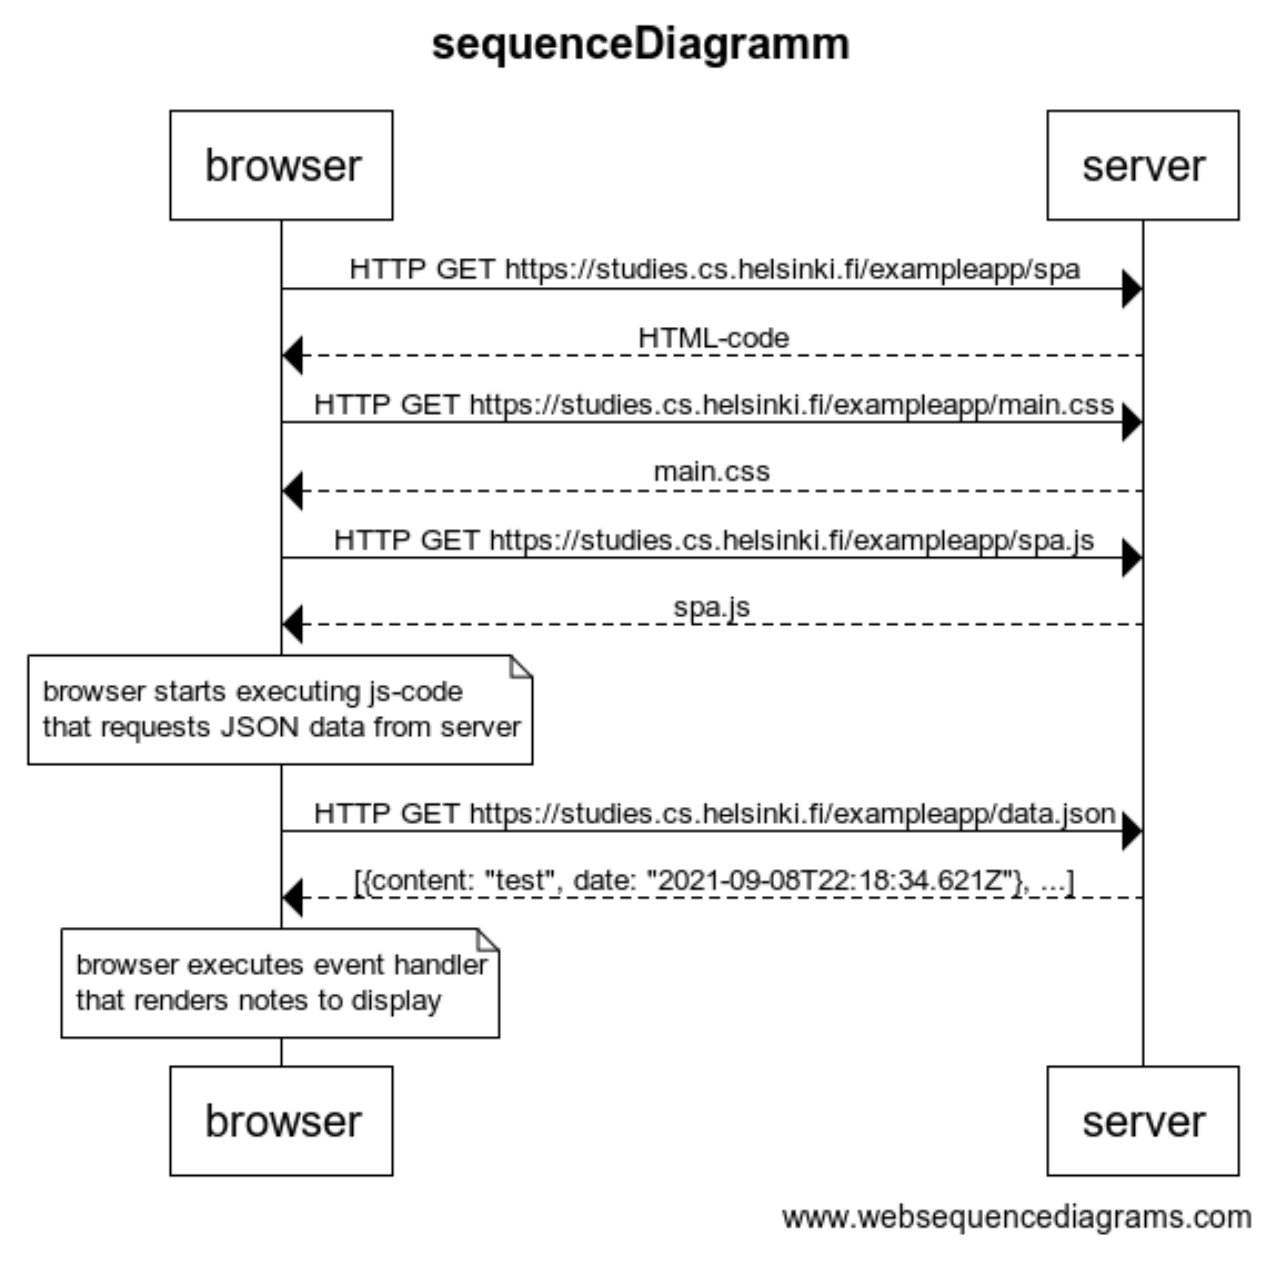 sequenceDiagramm
browser
server
HTTP GET https://studies.cs.helsinki.fi/exampleapp/spa
HTML-code
HTTP GET https://studies.cs.helsinki.fi/exampleapp/main.css
main.css
HTTP GET https://studies.cs.helsinki.fi/exampleapp/spa.js
spa.js
browser starts executing js-code
that requests JSON data from server
HTTP GET https://studies.cs.helsinki.fi/exampleapp/data.json
[{content: "test", date: "2021-09-08T22:18:34.621Z"}, ...]
browser executes event handler
that renders notes to display
browser
server
www.websequencediagrams.com